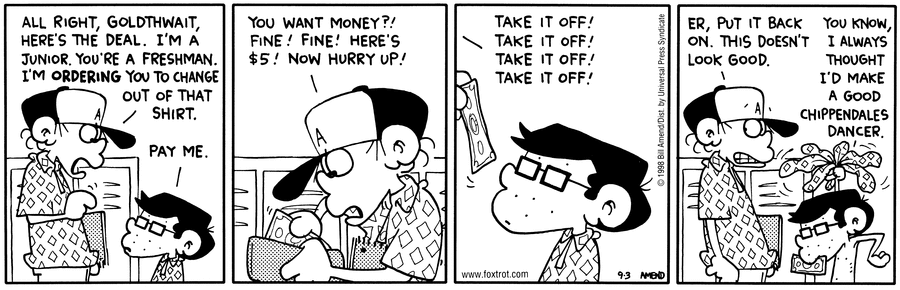 ALL RIGHT, GOLDTHWAIT,
HERE'S THE DEAL. I'M A
JUNIOR. YOU'RE A FRESHMAN.
I'M ORDERING YOU TO CHANGE
OUT OF THAT
SHIRT.
PAY ME.
A
YOU WANT MONEY?!
FINE! FINE! HERE'S
$5! NOW HURRY UP!
A
TAKE IT OFF!
TAKE IT OFF!
TAKE IT OFF!
TAKE IT OFF!
© 1998 Bill Amend/Dist. by Universal Press Syndicate
www.foxtrot.com
9-3 AMEND
ER, PUT IT BACK
ON. THIS DOESN'T
LOOK GOOD.
YOU KNOW,
I ALWAYS
THOUGHT
I'D MAKE
A GOOD
CHIPPENDALES
DANCER.